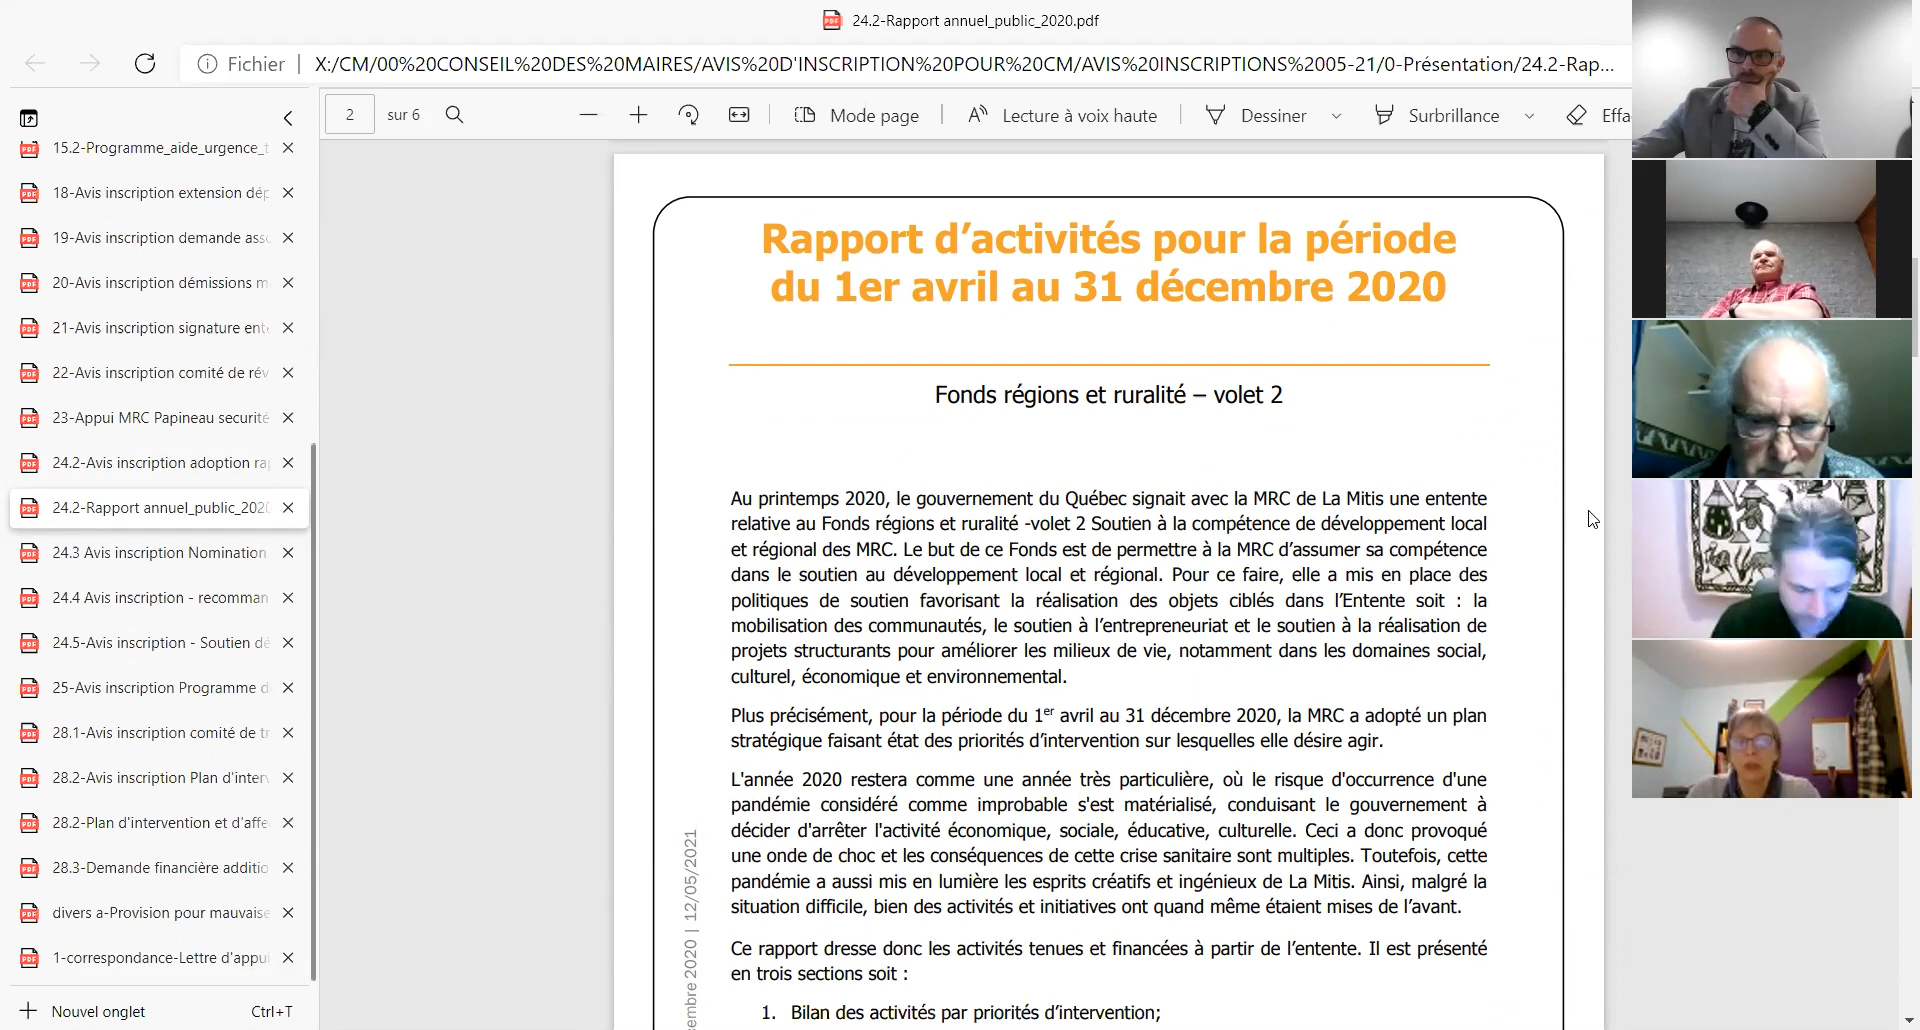 24.2-Rapport annuel_public_2020.pdf
Fichier
X:/CM/00%20CONSEIL%20DES%20MAIRES/AVIS%20D'INSCRIPTION%20POUR%20CM/AVIS%20INSCRIPTIONS%2005-21/0-Présentation/24.2-Rap...
2 sur 6
Mode page
Lecture à voix haute
Dessiner
Surbrillance
Effa
15.2-Programme_aide_urgence_t
18-Avis inscription extension dép
19-Avis inscription demande asso
20-Avis inscription démissions m
21-Avis inscription signature ent
22-Avis inscription comité de rév
23-Appui MRC Papineau securité
24.2-Avis inscription adoption ra
24.2-Rapport annuel_public_2020
24.3 Avis inscription Nomination
24.4 Avis inscription - recomman
24.5-Avis inscription - Soutien dé
25-Avis inscription Programme d
28.1-Avis inscription comité de tr
28.2-Avis inscription Plan d'interv
28.2-Plan d'intervention et d'affe
28.3-Demande financière additio
divers a-Provision pour mauvaise
1-correspondance-Lettre d'appui
Nouvel onglet Ctrl+T
Rapport d’activités pour la période
du 1er avril au 31 décembre 2020
Fonds régions et ruralité – volet 2
Au printemps 2020, le gouvernement du Québec signait avec la MRC de La Mitis une entente
relative au Fonds régions et ruralité -volet 2 Soutien à la compétence de développement local
et régional des MRC. Le but de ce Fonds est de permettre à la MRC d’assumer sa compétence
dans le soutien au développement local et régional. Pour ce faire, elle a mis en place des
politiques de soutien favorisant la réalisation des objets ciblés dans l’Entente soit : la
mobilisation des communautés, le soutien à l’entrepreneuriat et le soutien à la réalisation de
projets structurants pour améliorer les milieux de vie, notamment dans les domaines social,
culturel, économique et environnemental.
Plus précisément, pour la période du 1er avril au 31 décembre 2020, la MRC a adopté un plan
stratégique faisant état des priorités d’intervention sur lesquelles elle désire agir.
L'année 2020 restera comme une année très particulière, où le risque d'occurrence d'une
pandémie considéré comme improbable s'est matérialisé, conduisant le gouvernement à
décider d'arrêter l'activité économique, sociale, éducative, culturelle. Ceci a donc provoqué
une onde de choc et les conséquences de cette crise sanitaire sont multiples. Toutefois, cette
pandémie a aussi mis en lumière les esprits créatifs et ingénieux de La Mitis. Ainsi, malgré la
situation difficile, bien des activités et initiatives ont quand même étaient mises de l’avant.
Ce rapport dresse donc les activités tenues et financées à partir de l’entente. Il est présenté
en trois sections soit :
1. Bilan des activités par priorités d’intervention;
cembre 2020 | 12/05/2021